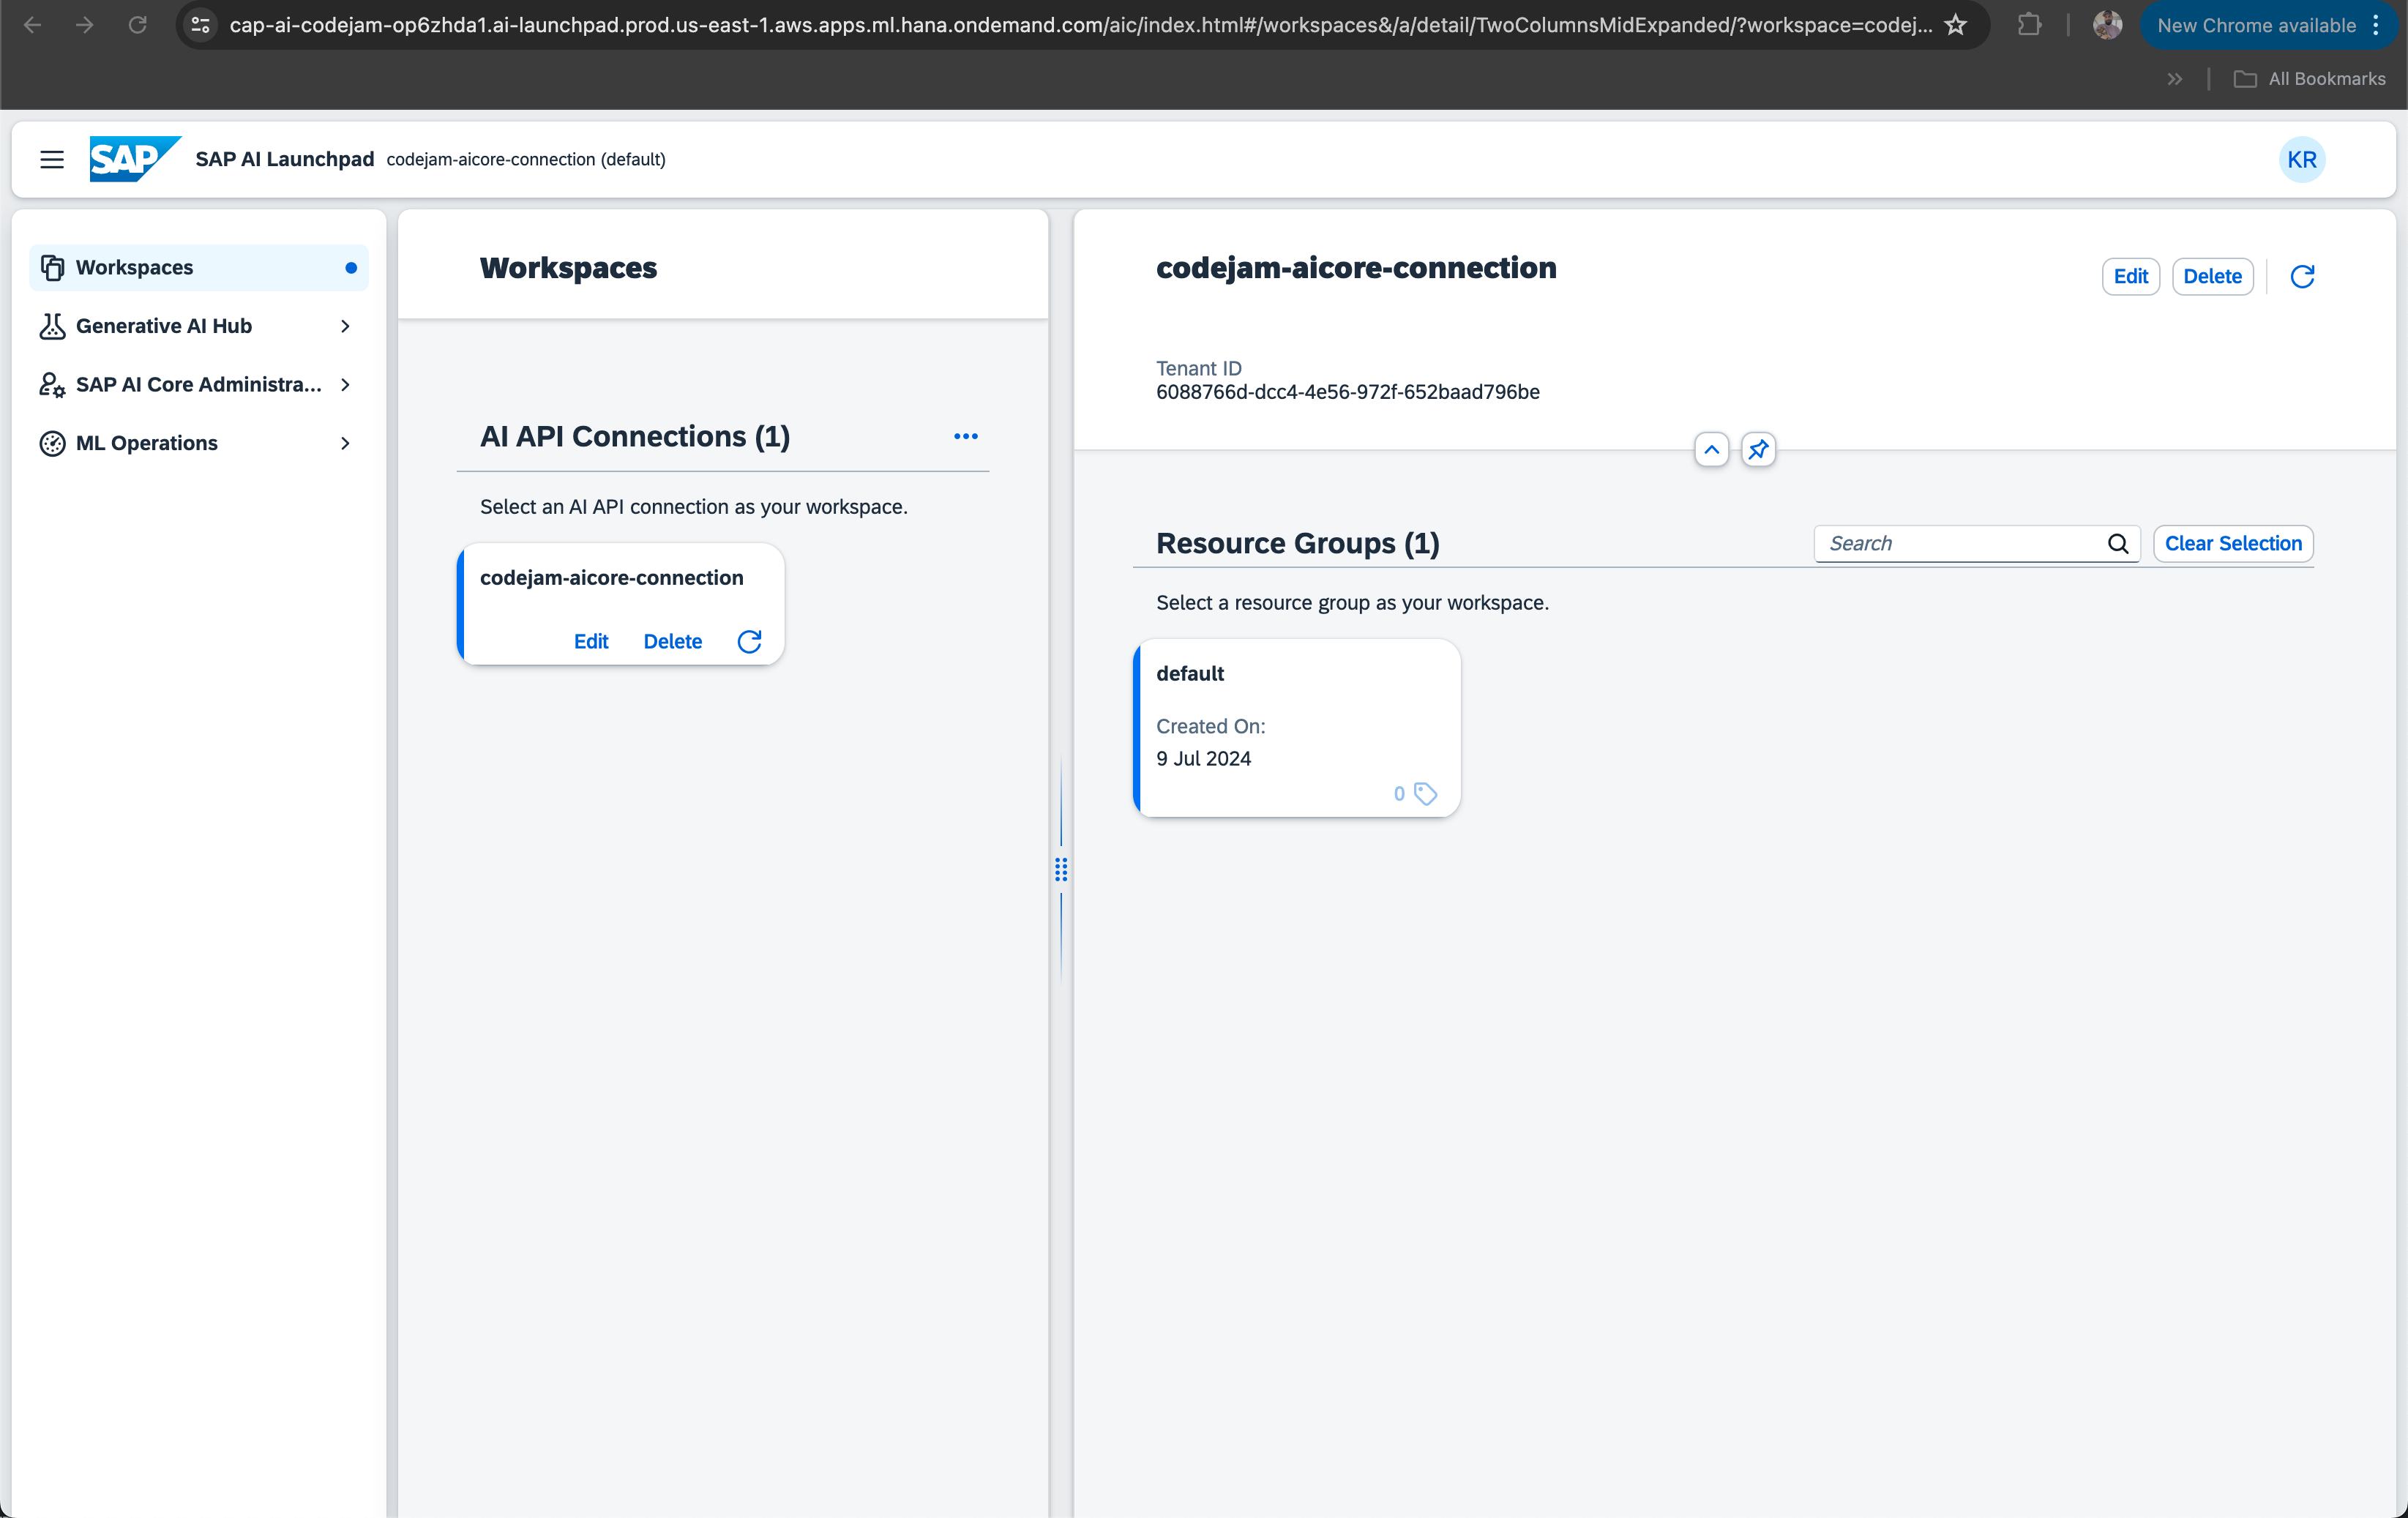 cap-ai-codejam-op6zhda1.ai-launchpad.prod.us-east-1.aws.apps.ml.hana.ondemand.com/aic/index.html#/workspaces&/a/detail/TwoColumnsMidExpanded/?workspace=codej...
New Chrome available
All Bookmarks
SAP
SAP AI Launchpad codejam-aicore-connection (default)
KR
Workspaces
Generative AI Hub
SAP AI Core Administra...
ML Operations
Workspaces
AI API Connections (1)
Select an AI API connection as your workspace.
codejam-aicore-connection
Edit Delete
codejam-aicore-connection
Edit Delete
Tenant ID
6088766d-dcc4-4e56-972f-652baad796be
Resource Groups (1)
Search
Clear Selection
Select a resource group as your workspace.
default
Created On:
9 Jul 2024
0